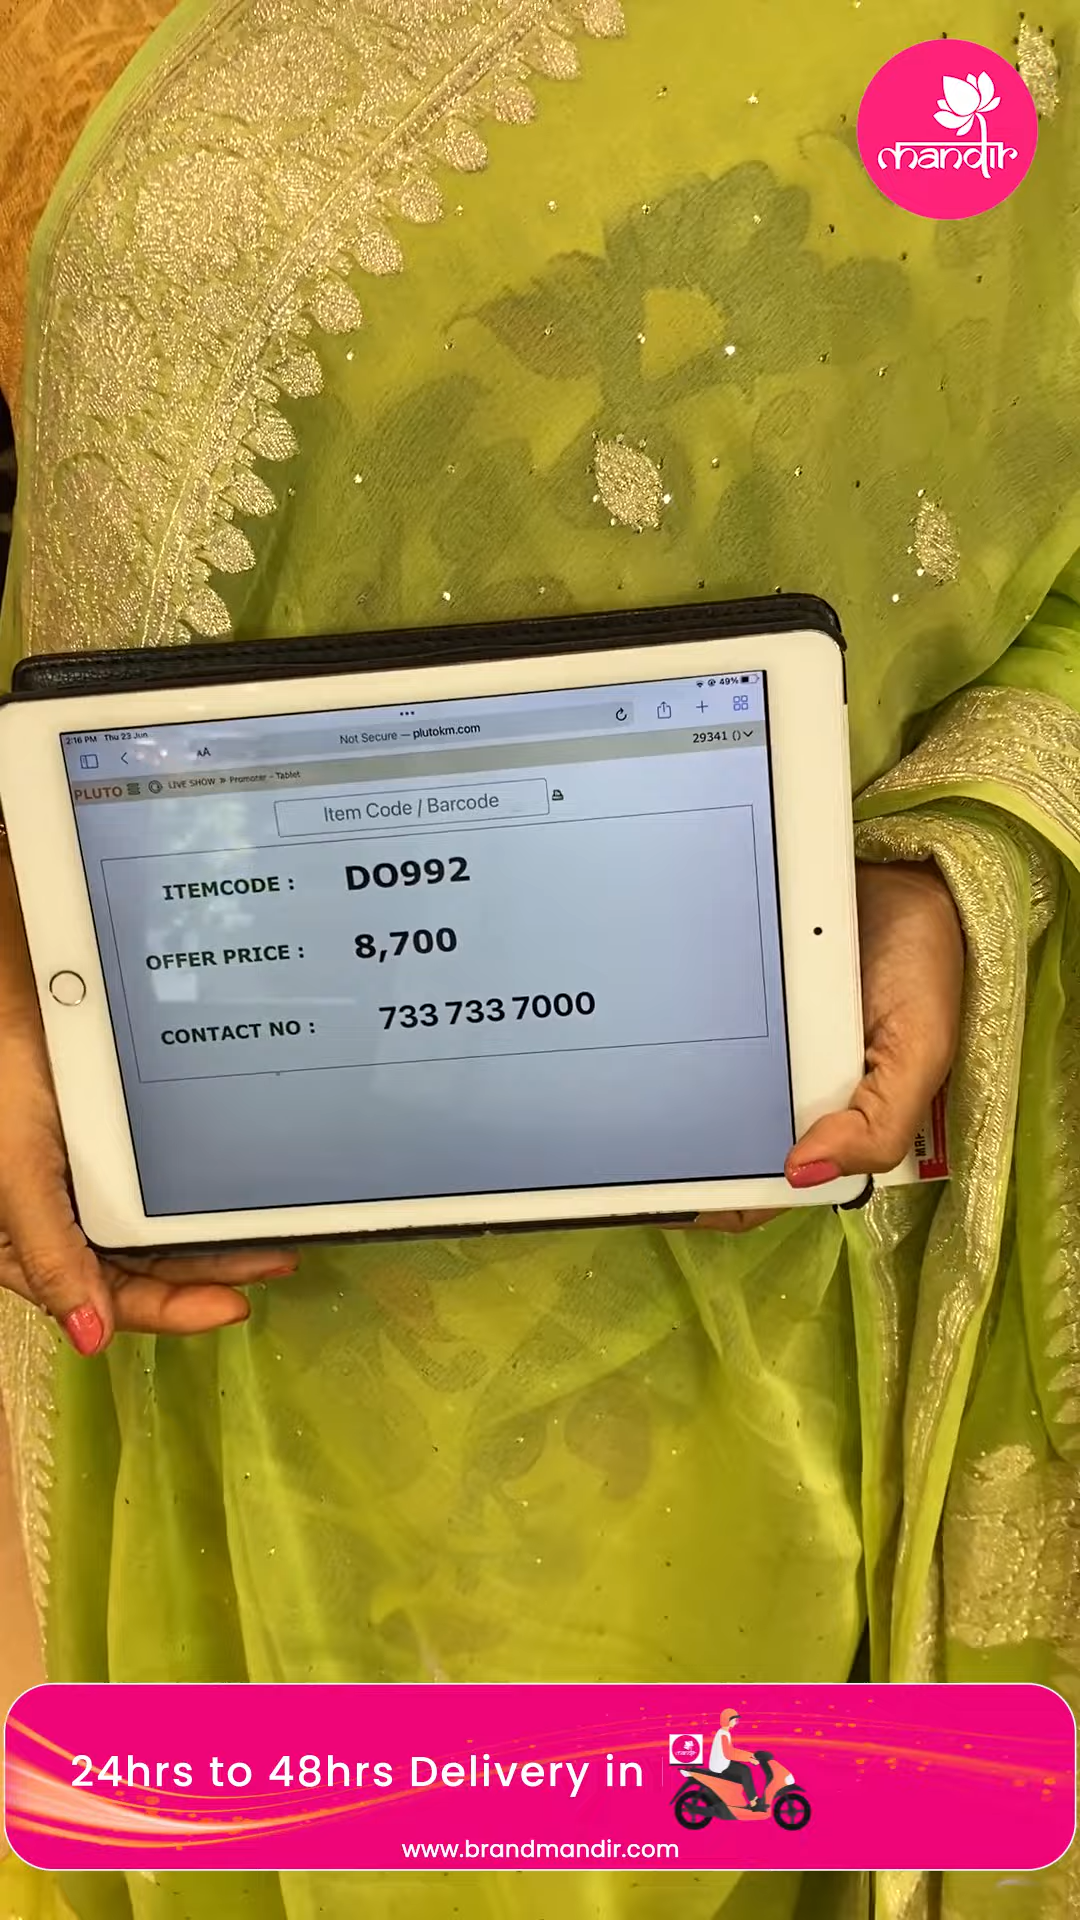 mandir
2:16 PM Thu 23 Jun
49%
AA
Not Secure — plutokm.com
29341 ()
PLUTO
LIVE SHOW » Promoter - Tablet
Item Code / Barcode
ITEMCODE : DO992
OFFER PRICE : 8,700
CONTACT NO : 733 733 7000
MRP.
24hrs to 48hrs Delivery in
www.brandmandir.com